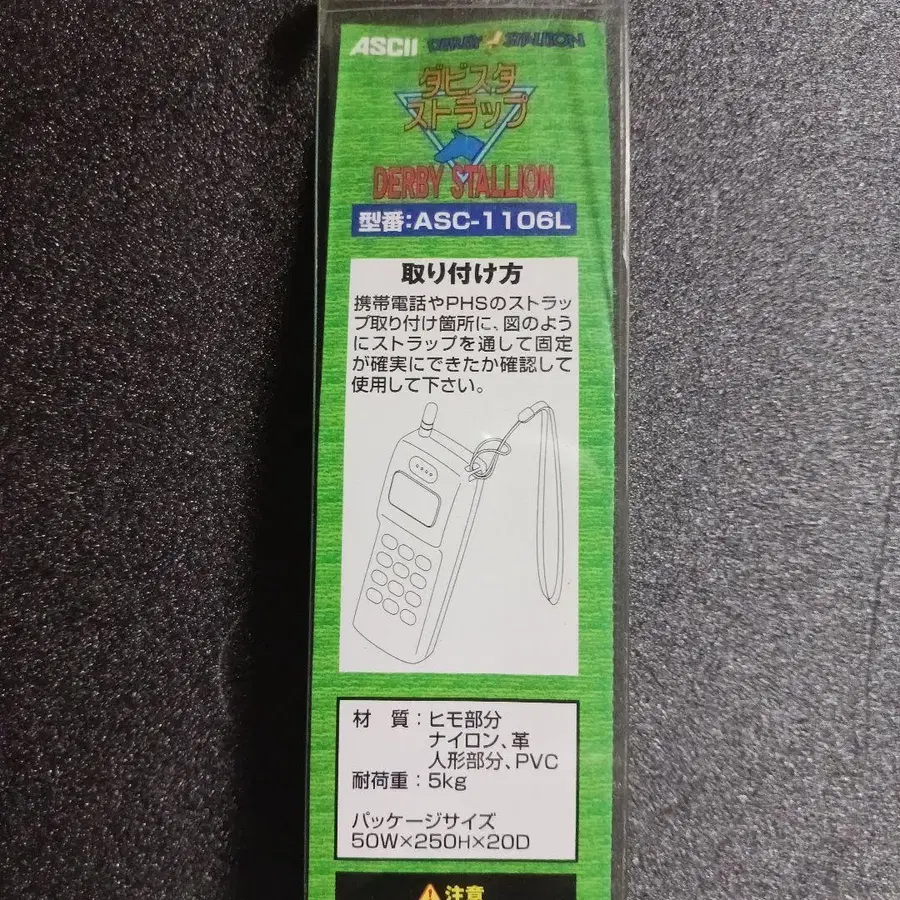 ASCII DERBY STALLION
ダビスタ
ストラップ
DERBY STALLION
型番:ASC-1106L
取り付け方
携帯電話やPHSのストラッ
プ取り付け箇所に、図のよう
にストラップを通して固定
が確実にできたか確認して
使用して下さい。
材 質:ヒモ部分
ナイロン、革
人形部分、PVC
耐荷重:5kg
パッケージサイズ
50W×250H×20D
注意